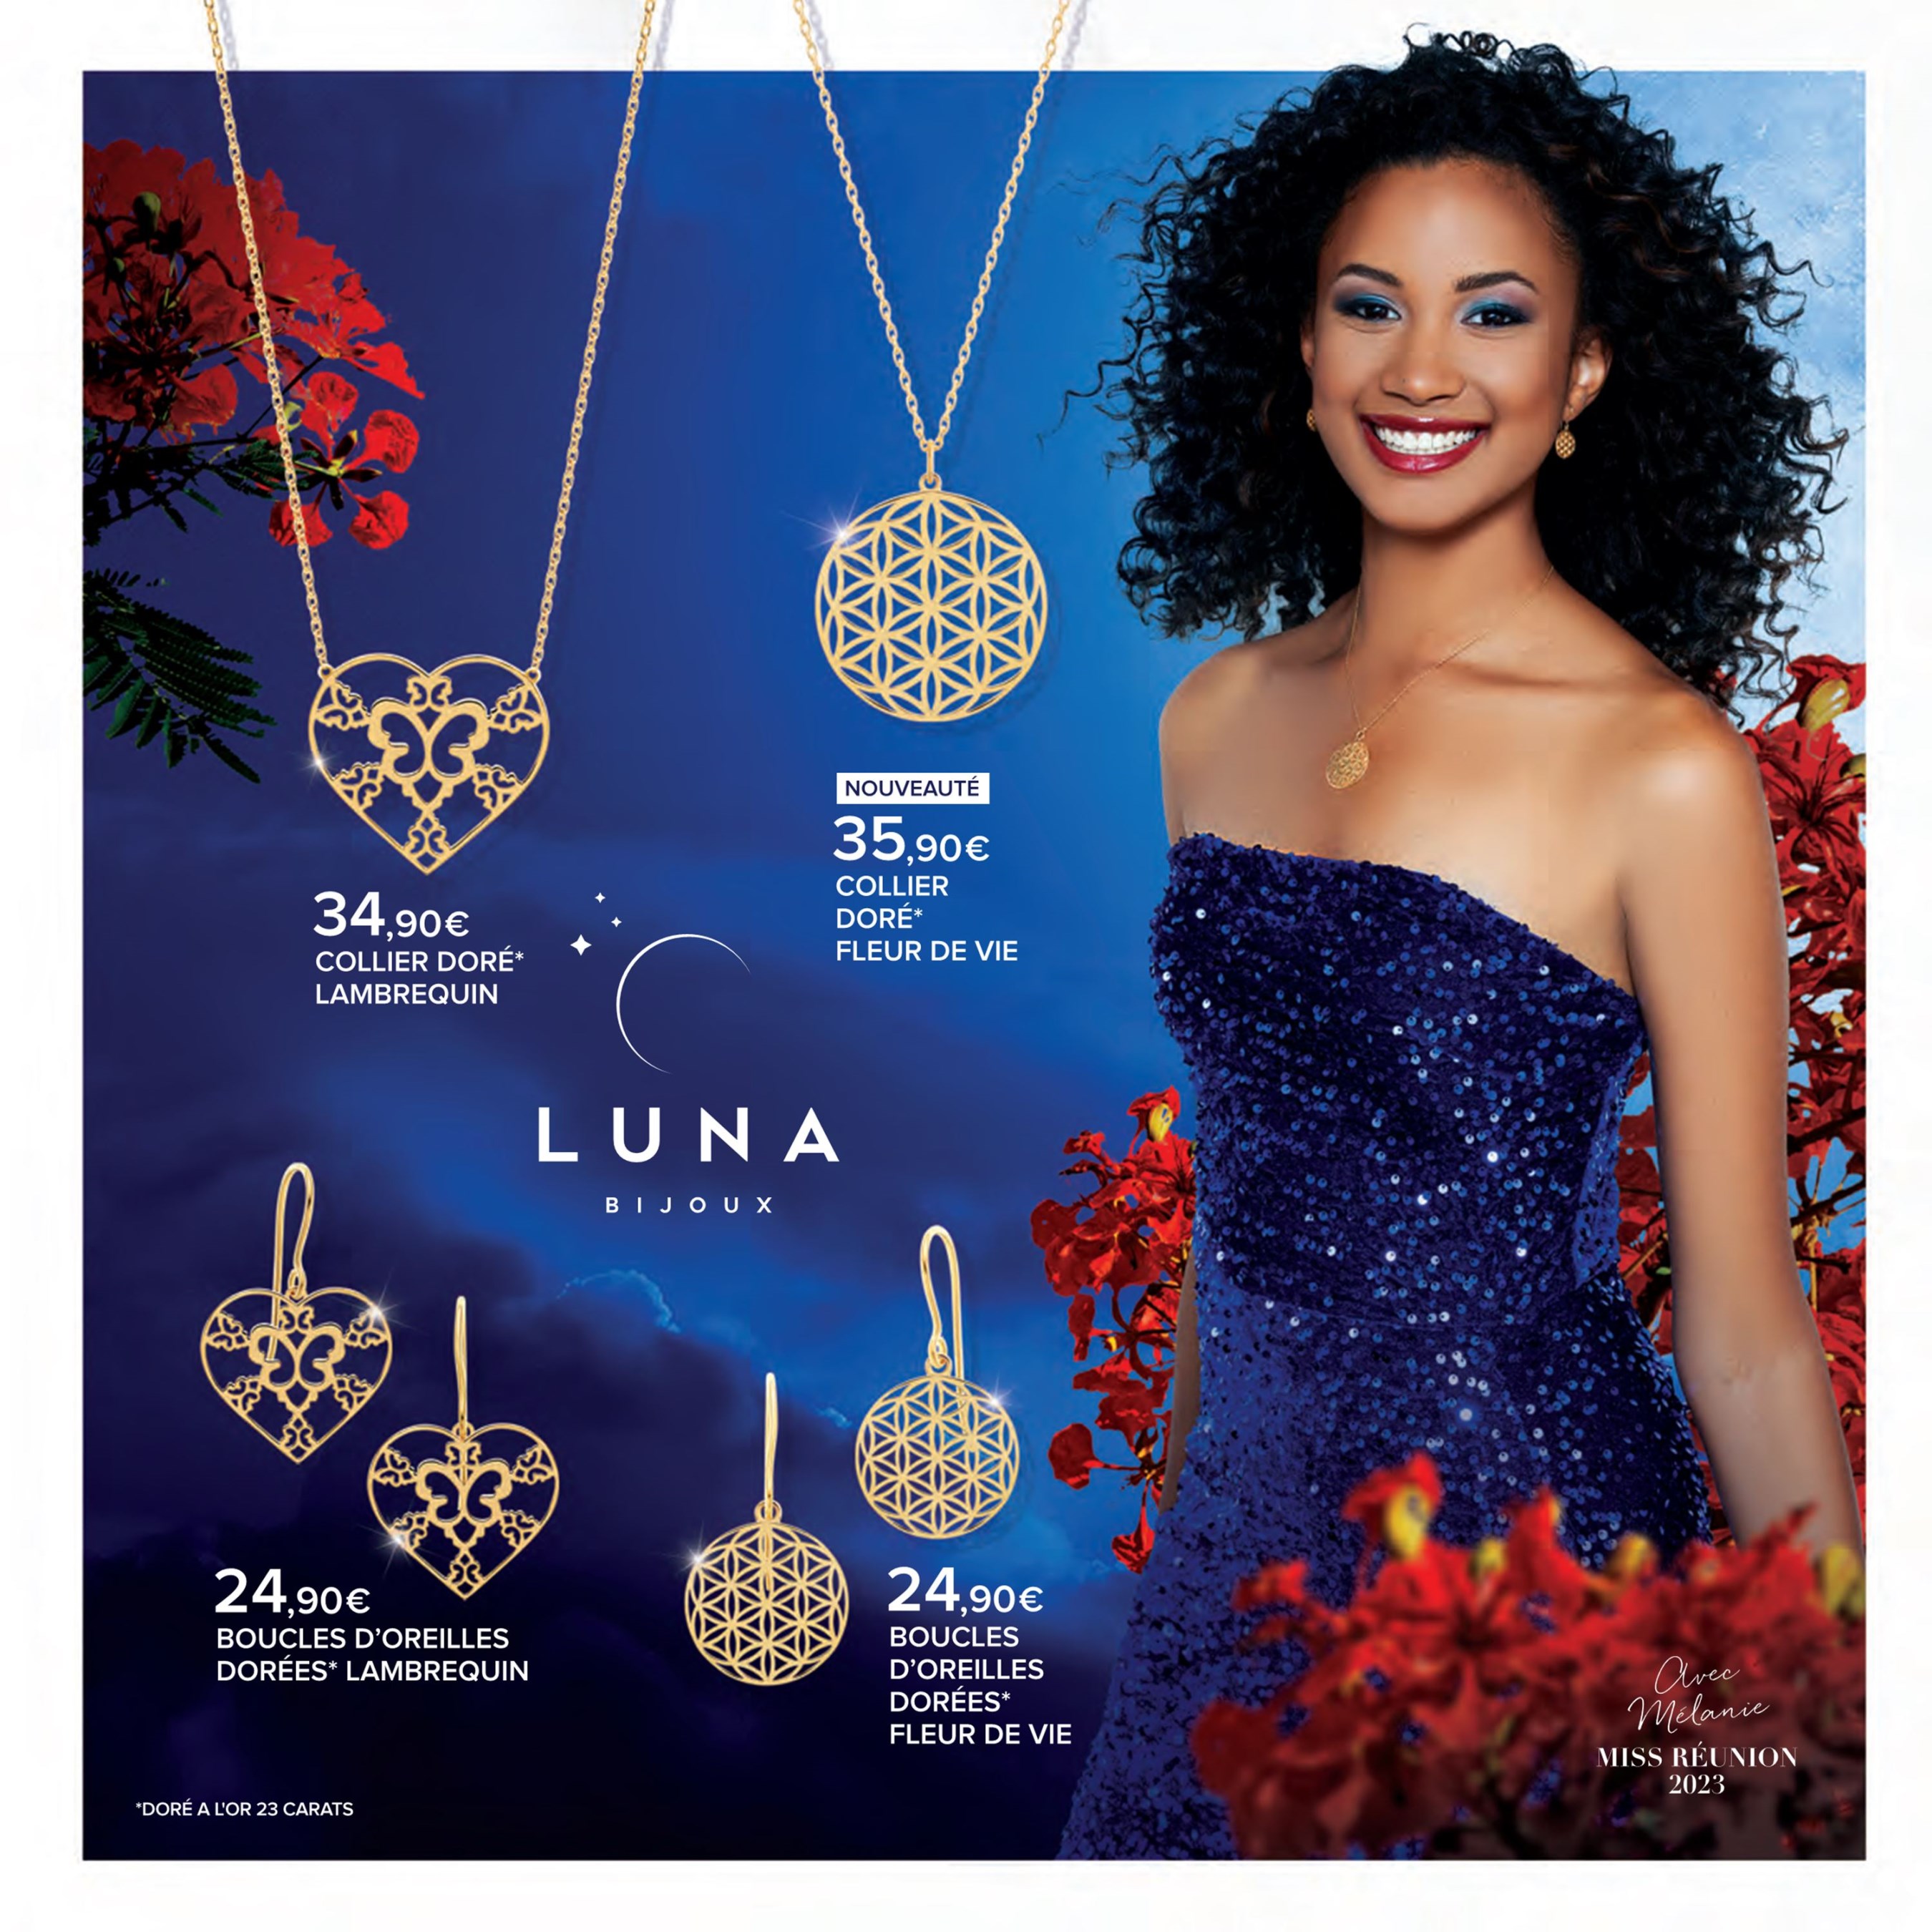 34,90€
COLLIER DORÉ*
LAMBREQUIN
NOUVEAUTÉ
35,90€
COLLIER
DORÉ*
FLEUR DE VIE
LUNA
BIJOUX
24,90€
BOUCLES D'OREILLES
DORÉES* LAMBREQUIN
24,90€
BOUCLES
D'OREILLES
DORÉES*
FLEUR DE VIE
Avec
Mélanie
MISS RÉUNION
2023
*DORÉ A L'OR 23 CARATS